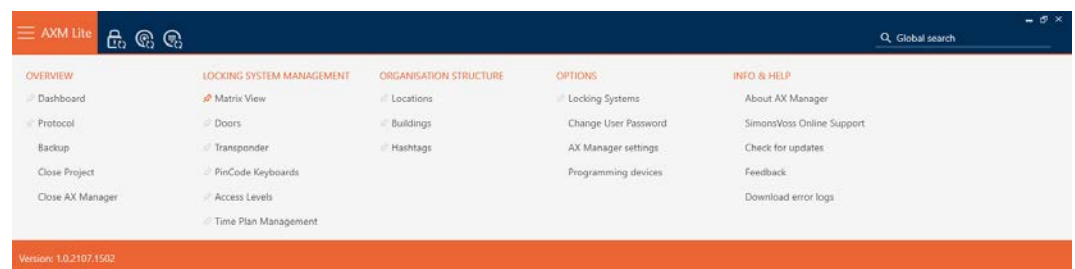 AXM Lite
Global search
OVERVIEW
Dashboard
Protocol
Backup
Close Project
Close AX Manager
LOCKING SYSTEM MANAGEMENT
Matrix View
Doors
Transponder
PinCode Keyboards
Access Levels
Time Plan Management
ORGANISATION STRUCTURE
Locations
Buildings
Hashtags
OPTIONS
Locking Systems
Change User Password
AX Manager settings
Programming devices
INFO & HELP
About AX Manager
SimonsVoss Online Support
Check for updates
Feedback
Download error logs
Version: 1.0.2107.1502